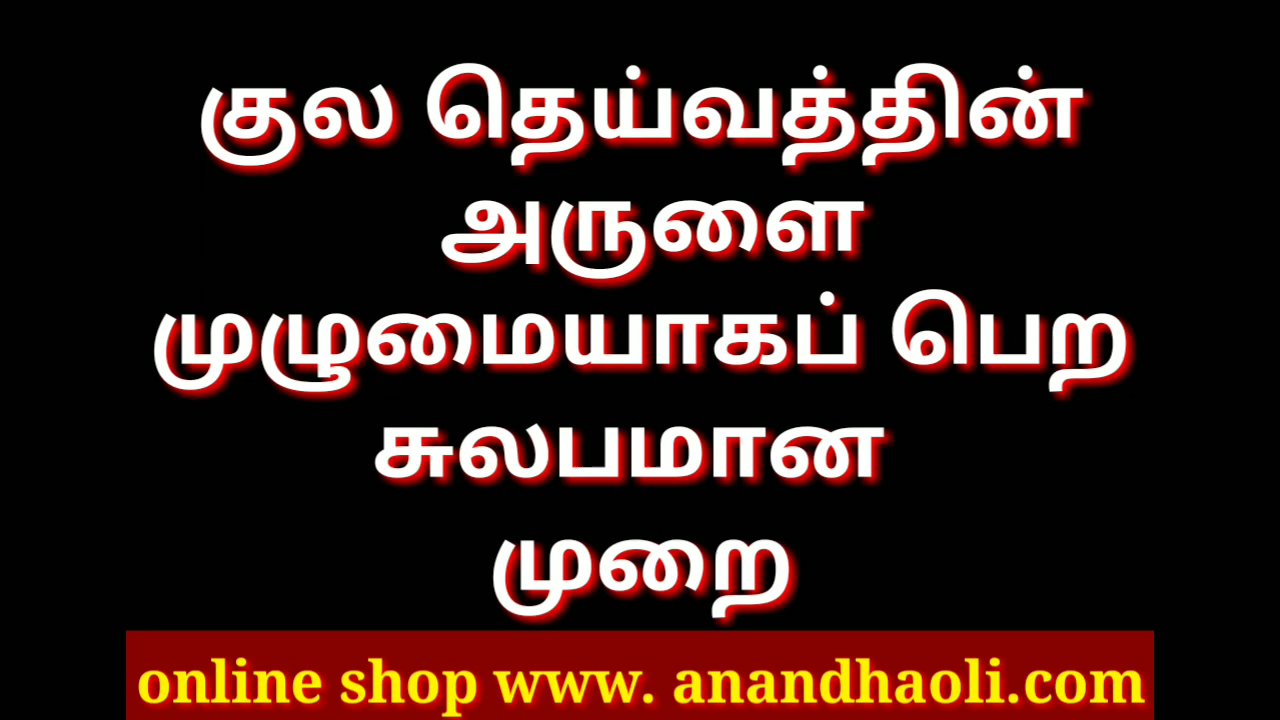 குல தெய்வத்தின்
அருளை
முழுமையாகப் பெற
சுலபமான
முறை
online shop www. anandhaoli.com